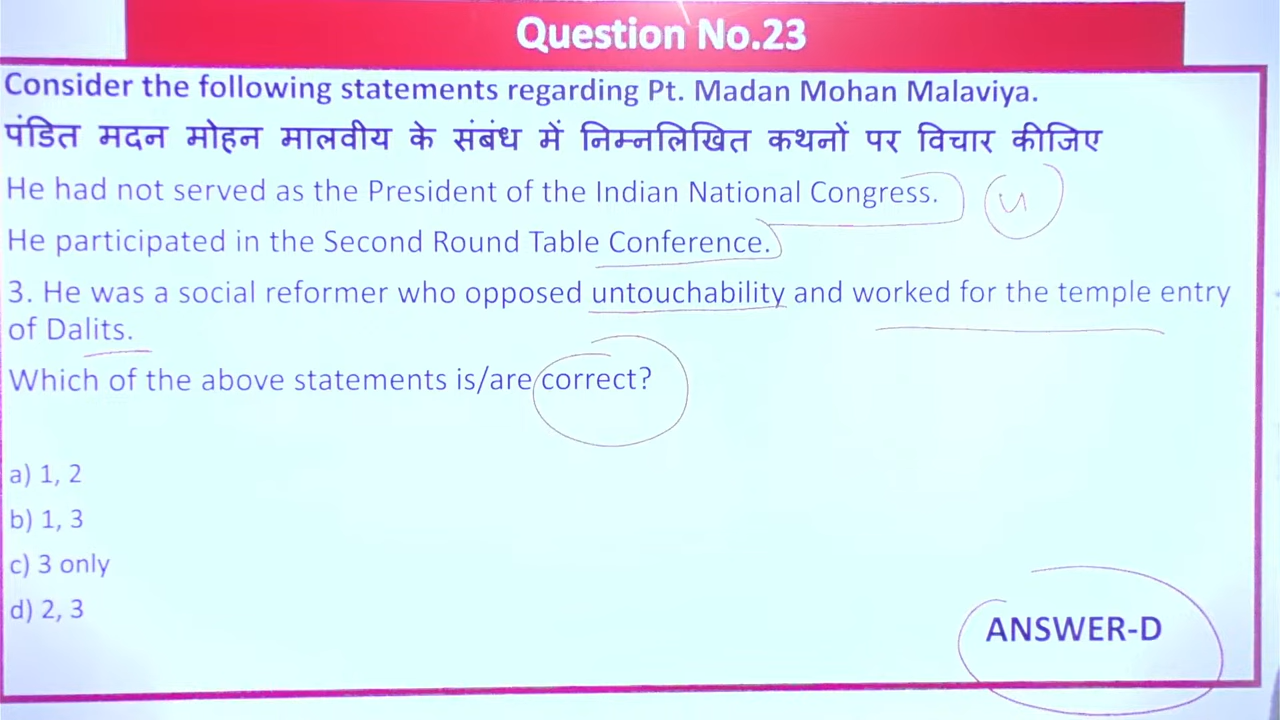 Question No.23
Consider the following statements regarding Pt. Madan Mohan Malaviya.
पंडित मदन मोहन मालवीय के संबंध में निम्नलिखित कथनों पर विचार कीजिए
He had not served as the President of the Indian National Congress.
He participated in the Second Round Table Conference.
3. He was a social reformer who opposed untouchability and worked for the temple entry
of Dalits.
Which of the above statements is/are correct?
a) 1, 2
b) 1, 3
c) 3 only
d) 2, 3
ANSWER-D